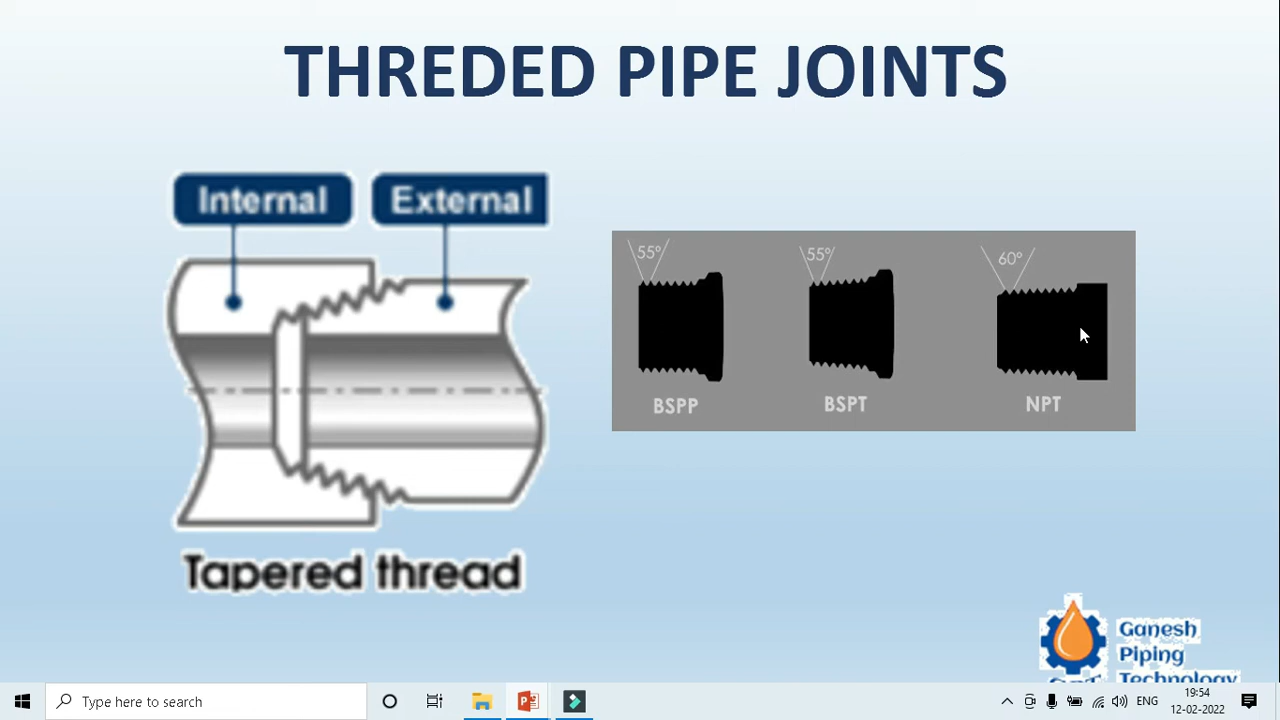 THREDED PIPE JOINTS
Internal External
55° 55° 60°
BSPP BSPT NPT
Tapered thread
Ganesh
Piping
Technology
Type here to search
ENG
19:54
12-02-2022